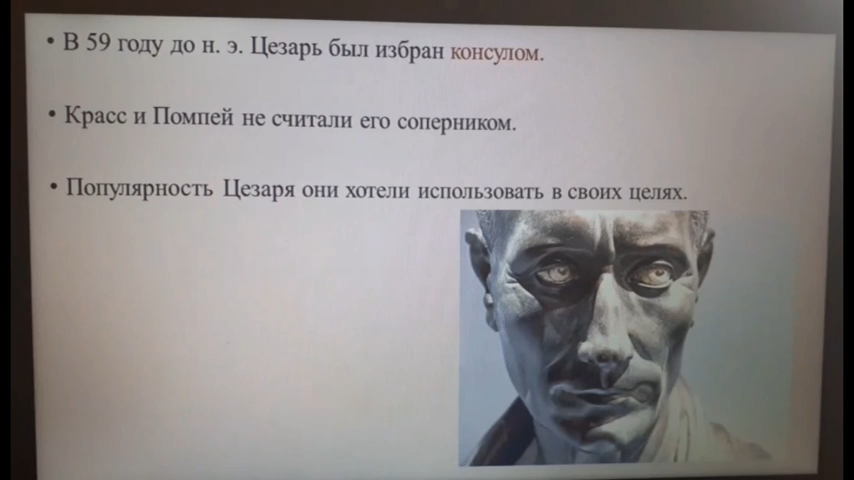 • В 59 году до н. э. Цезарь был избран консулом.
• Красс и Помпей не считали его соперником.
• Популярность Цезаря они хотели использовать в своих целях.